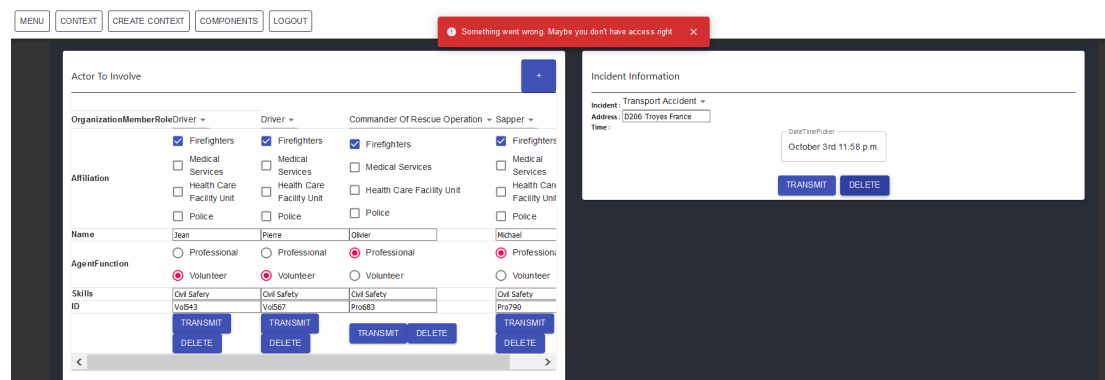 MENU CONTEXT CREATE CONTEXT COMPONENTS LOGOUT
Something went wrong. Maybe you don't have access right
Actor To Involve +
OrganizationMemberRole Driver Driver Commander Of Rescue Operation Sapper
Affiliation
Firefighters Firefighters Firefighters Firefighters
Medical Services Medical Services Medical Services Medical Services
Health Care Facility Unit Health Care Facility Unit Health Care Facility Unit Health Care Facility Unit
Police Police Police Police
Name Jean Pierre Olivier Michael
AgentFunction
Professional Professional Professional Professiona
Volunteer Volunteer Volunteer Volunteer
Skills Civil Safery Civil Safety Civil Safety Civil Safety
ID Vol543 Vol567 Pro683 Pro790
TRANSMIT TRANSMIT TRANSMIT DELETE TRANSMIT
DELETE DELETE DELETE
Incident Information
Incident : Transport Accident
Address : D206 Troyes France
Time :
DateTimePicker
October 3rd 11:58 p.m.
TRANSMIT DELETE